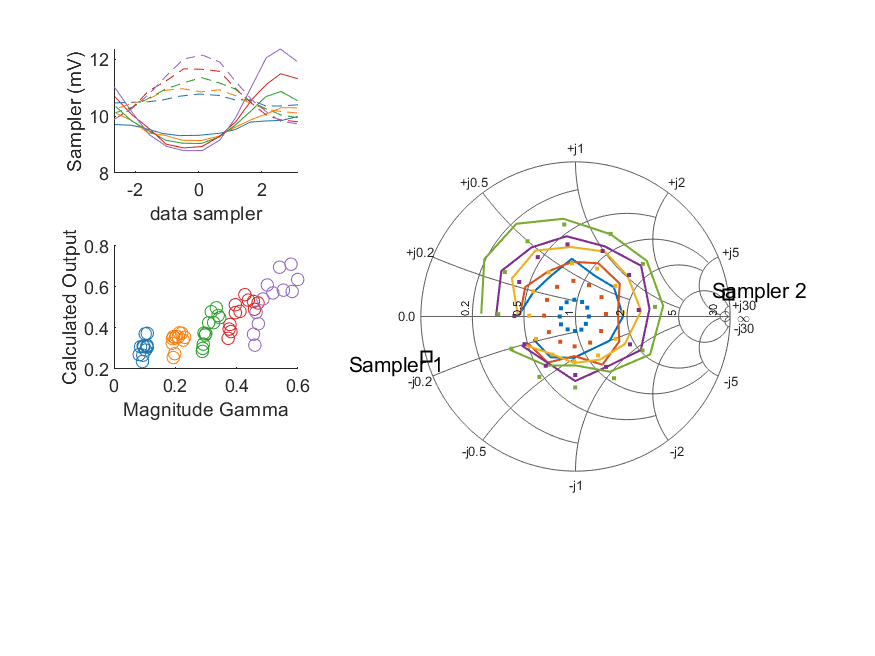 12
10
8
Sampler (mV)
-2
0
2
data sampler
0.8
0.6
0.4
0.2
Calculated Output
0
0.2
0.4
0.6
Magnitude Gamma
+j1
+j0.5
+j2
+j0.2
+j5
Sampler 2
+j30
0.0
0.2
0.5
1
2
5
30
∞
-j30
Sampler 1
-j0.2
-j5
-j0.5
-j2
-j1